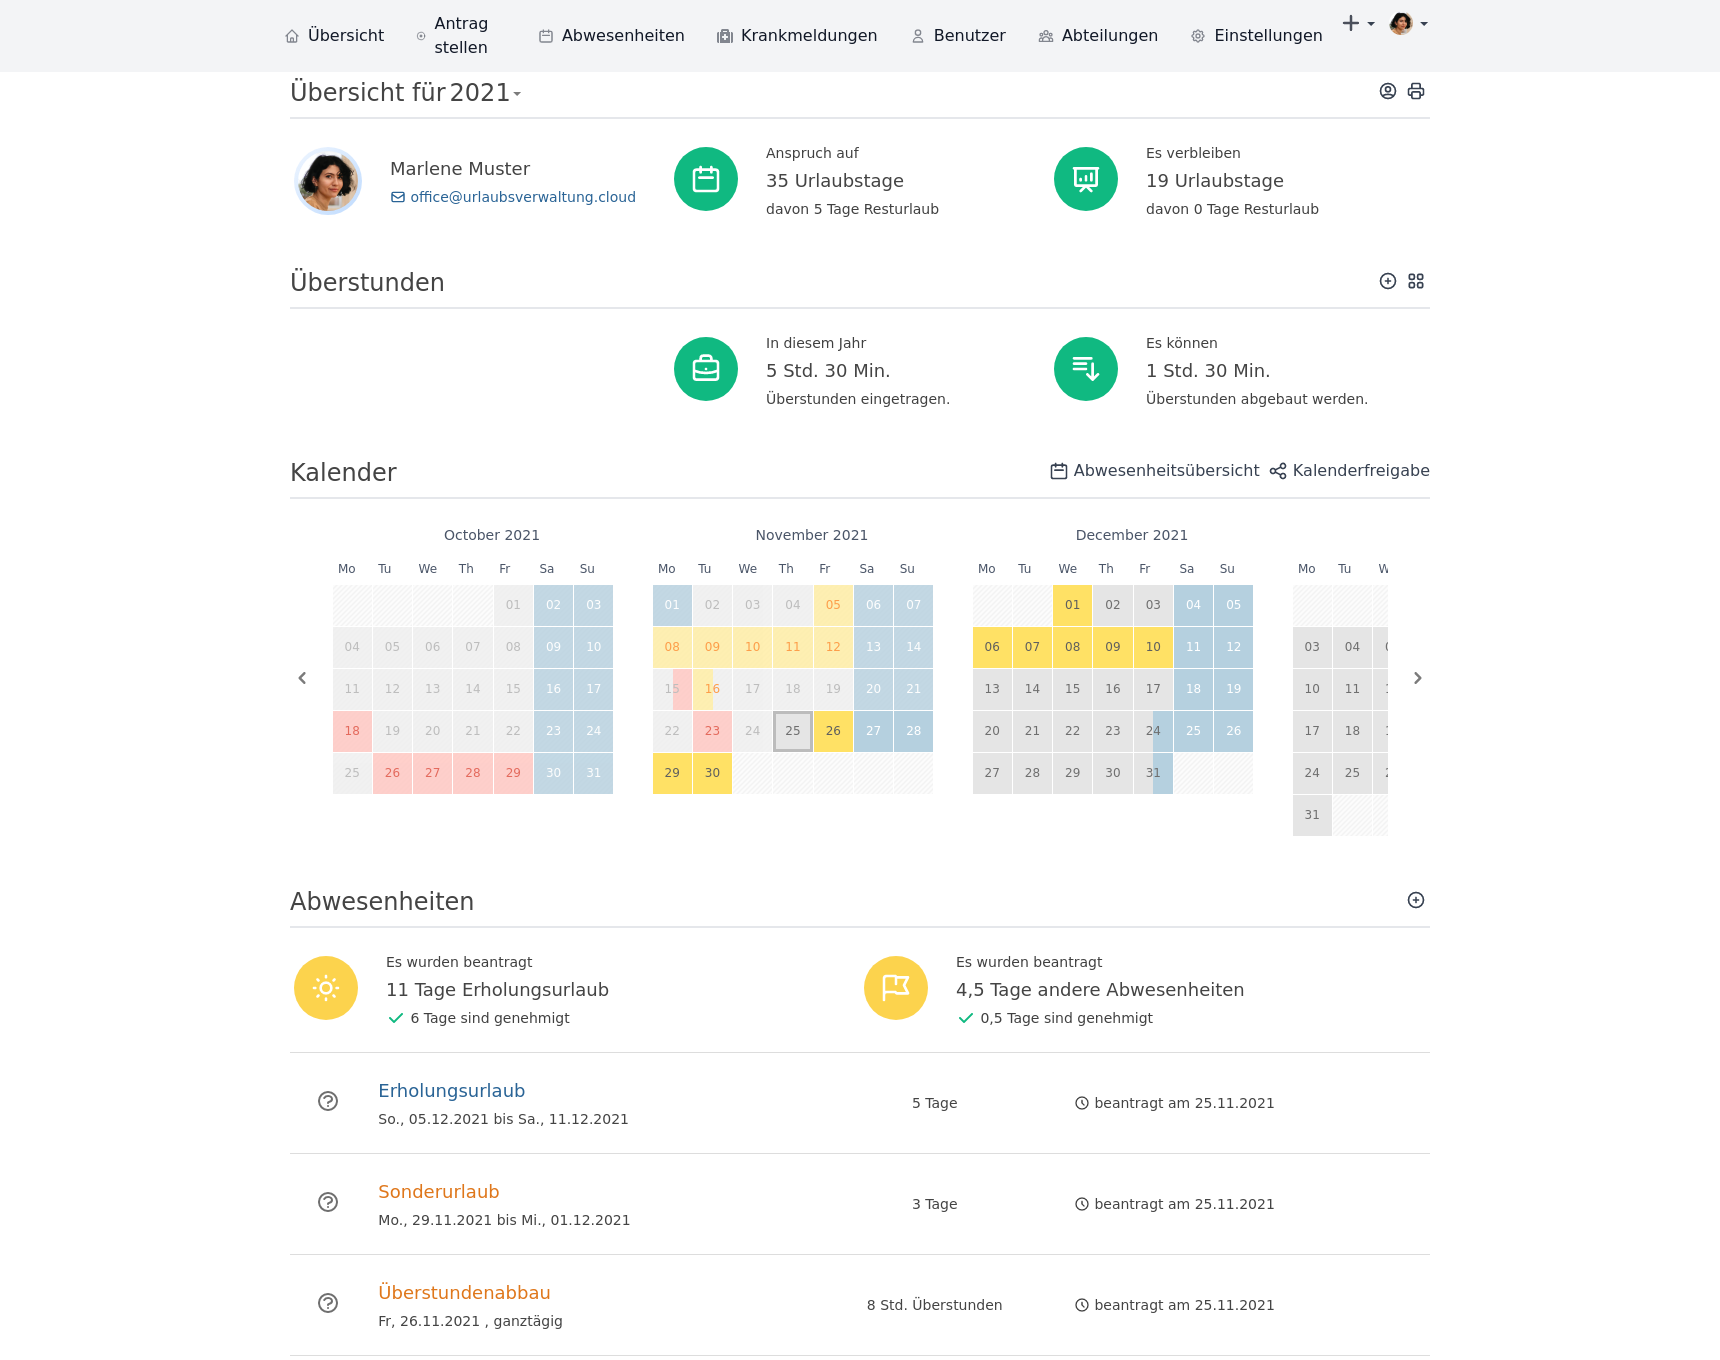 Übersicht
Antrag stellen
Abwesenheiten
Krankmeldungen
Benutzer
Abteilungen
Einstellungen
Übersicht für 2021
Marlene Muster
office@urlaubsverwaltung.cloud
Anspruch auf
35 Urlaubstage
davon 5 Tage Resturlaub
Es verbleiben
19 Urlaubstage
davon 0 Tage Resturlaub
Überstunden
In diesem Jahr
5 Std. 30 Min.
Überstunden eingetragen.
Es können
1 Std. 30 Min.
Überstunden abgebaut werden.
Kalender
Abwesenheitsübersicht
Kalenderfreigabe
October 2021
Mo Tu We Th Fr Sa Su
01 02 03
04 05 06 07 08 09 10
11 12 13 14 15 16 17
18 19 20 21 22 23 24
25 26 27 28 29 30 31
November 2021
Mo Tu We Th Fr Sa Su
01 02 03 04 05 06 07
08 09 10 11 12 13 14
15 16 17 18 19 20 21
22 23 24 25 26 27 28
29 30
December 2021
Mo Tu We Th Fr Sa Su
01 02 03 04 05
06 07 08 09 10 11 12
13 14 15 16 17 18 19
20 21 22 23 24 25 26
27 28 29 30 31
Mo Tu
03 04
10 11
17 18
24 25
31
Abwesenheiten
Es wurden beantragt
11 Tage Erholungsurlaub
6 Tage sind genehmigt
Es wurden beantragt
4,5 Tage andere Abwesenheiten
0,5 Tage sind genehmigt
Erholungsurlaub
So., 05.12.2021 bis Sa., 11.12.2021
5 Tage
beantragt am 25.11.2021
Sonderurlaub
Mo., 29.11.2021 bis Mi., 01.12.2021
3 Tage
beantragt am 25.11.2021
Überstundenabbau
Fr, 26.11.2021 , ganztägig
8 Std. Überstunden
beantragt am 25.11.2021